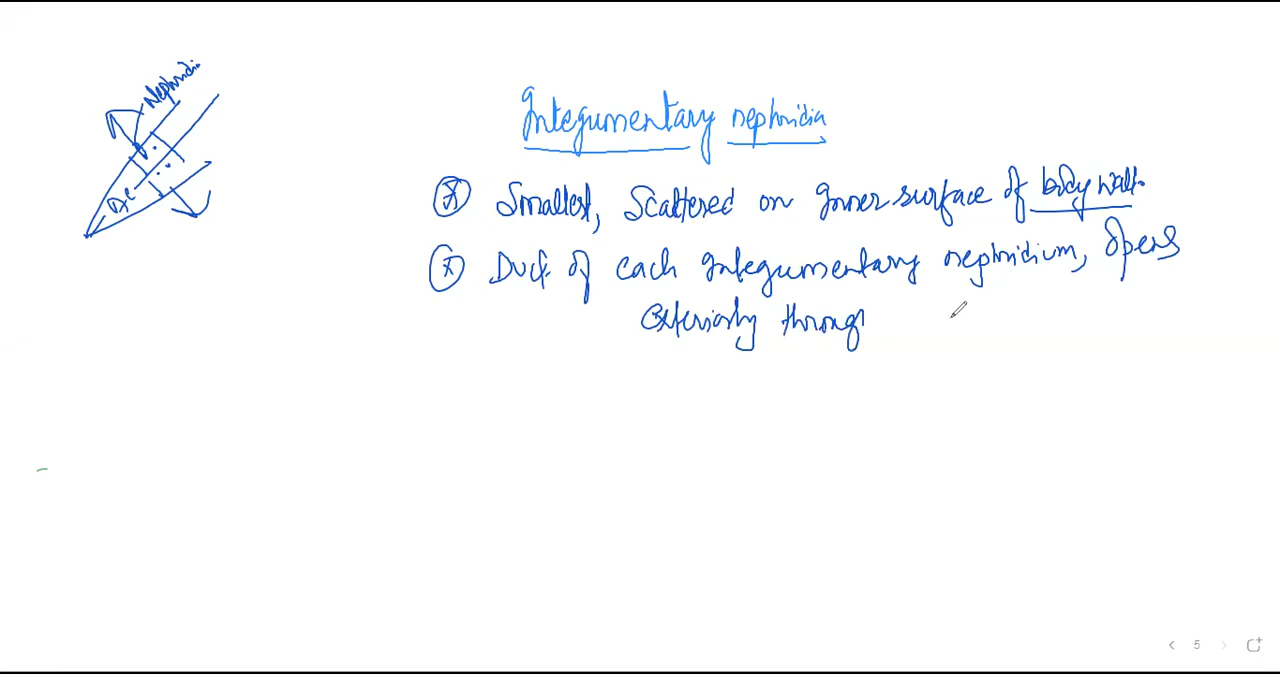 Nephridia
Integumentary nephridia
Smallest, Scattered on Inner surface of body wall.
Duct of each Integumentary nephridium, opens
exteriorly throug
5